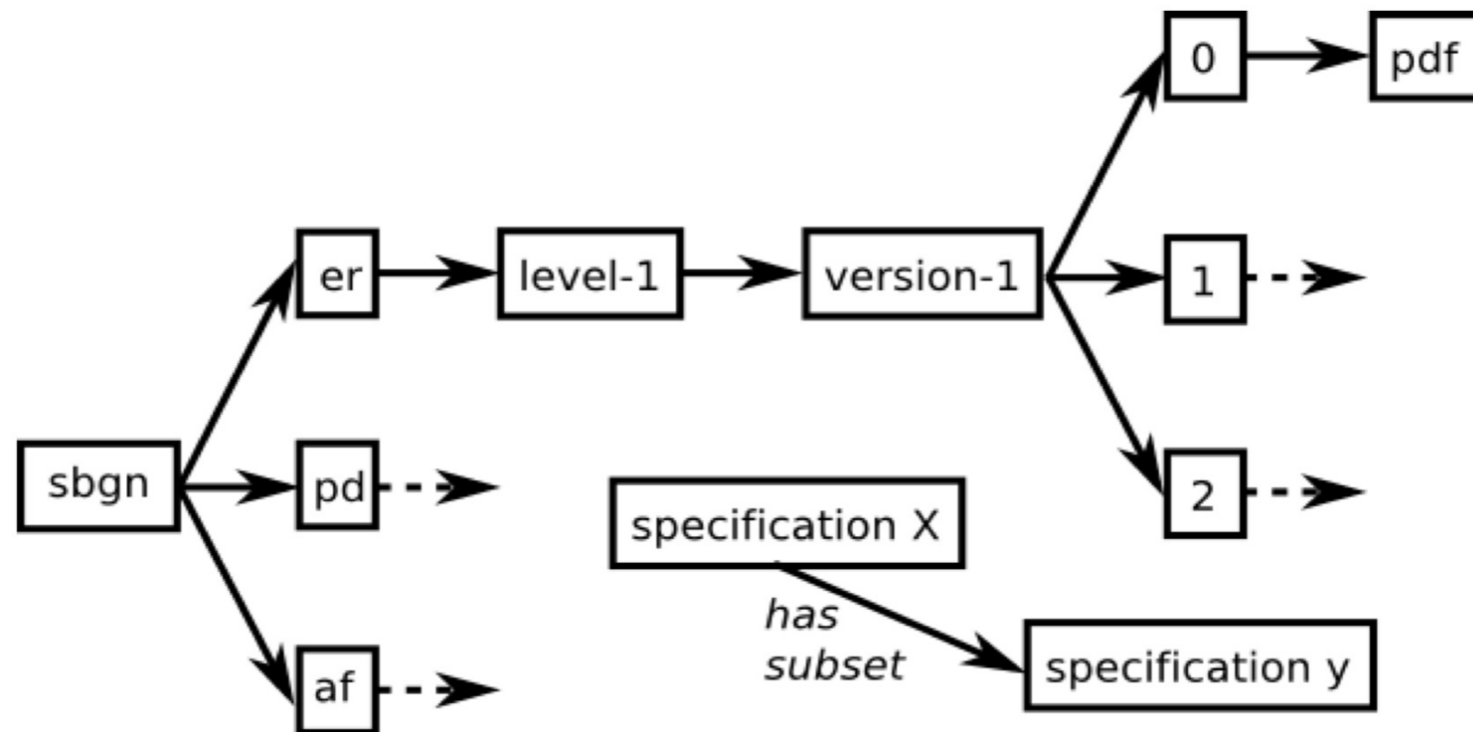 0
pdf
er
level-1
version-1
1
sbgn
pd
specification X
2
has
subset
specification y
af